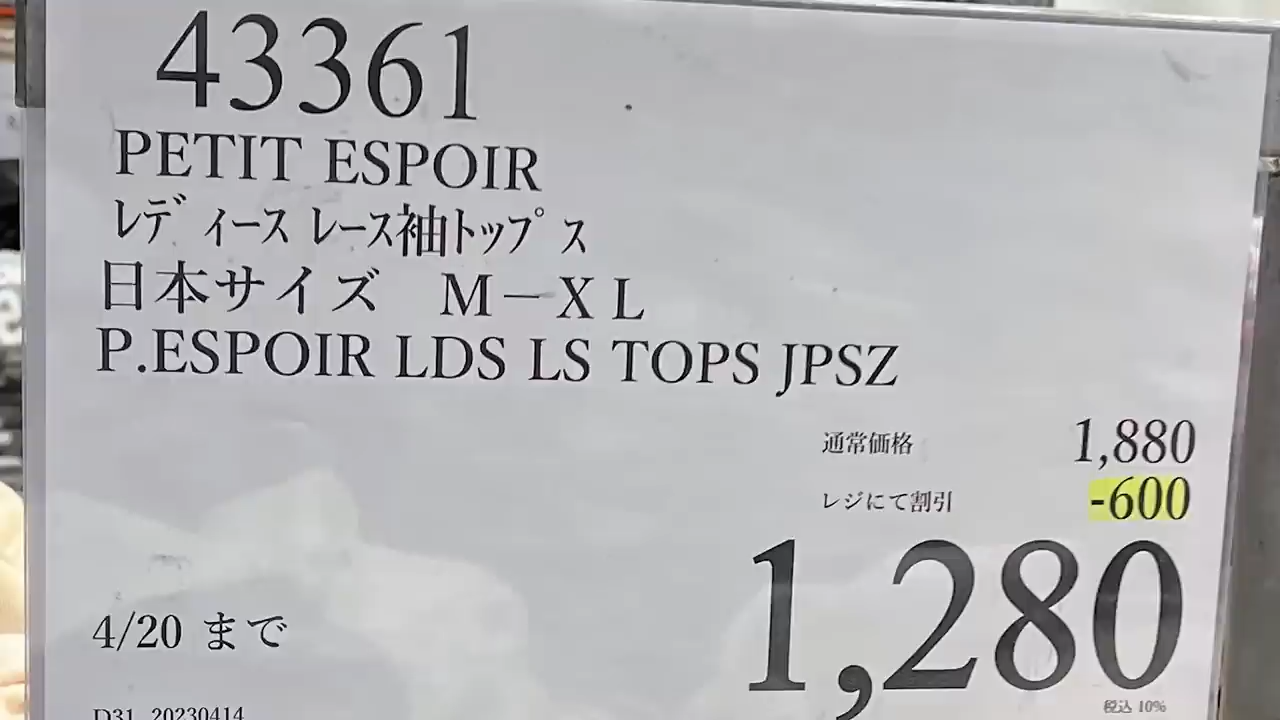 43361
PETIT ESPOIR
ﾚﾃﾞｨｰｽ ﾚｰｽ袖ﾄｯﾌﾟｽ
日本サイズ　Ｍ－ＸＬ
P.ESPOIR LDS LS TOPS JPSZ
通常価格 1,880
レジにて割引 -600
1,280
4/20 まで
税込 10%
D31 20230414